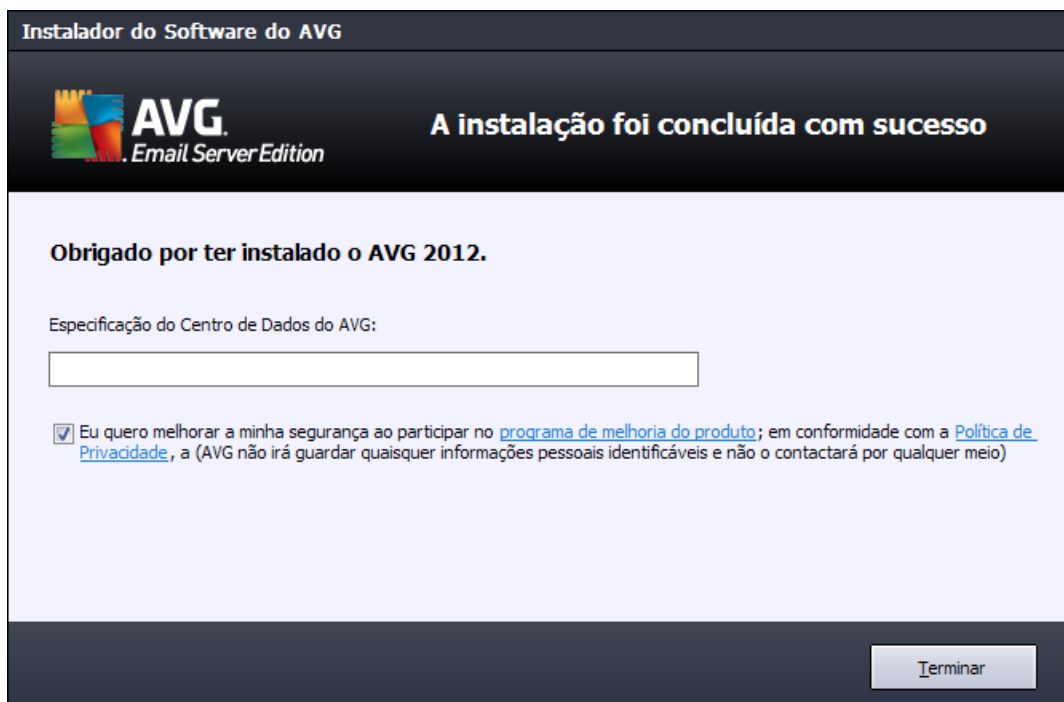 Instalador do Software do AVG
AVG.
Email Server Edition
A instalação foi concluída com sucesso
Obrigado por ter instalado o AVG 2012.
Especificação do Centro de Dados do AVG:
Eu quero melhorar a minha segurança ao participar no programa de melhoria do produto; em conformidade com a Política de
Privacidade, a (AVG não irá guardar quaisquer informações pessoais identificáveis e não o contactará por qualquer meio)
Terminar